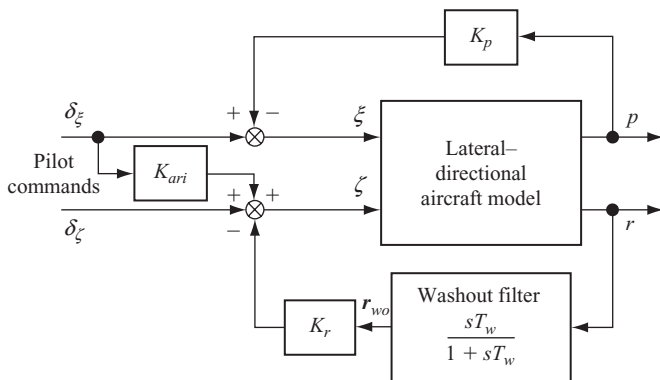 K_p
δ_ξ
+
−
ξ
p
Pilot
commands
K_ari
Lateral–
directional
aircraft model
+
+
+
ζ
δ_ζ
−
r
K_r
r_wo
Washout filter
sT_w
1 + sT_w